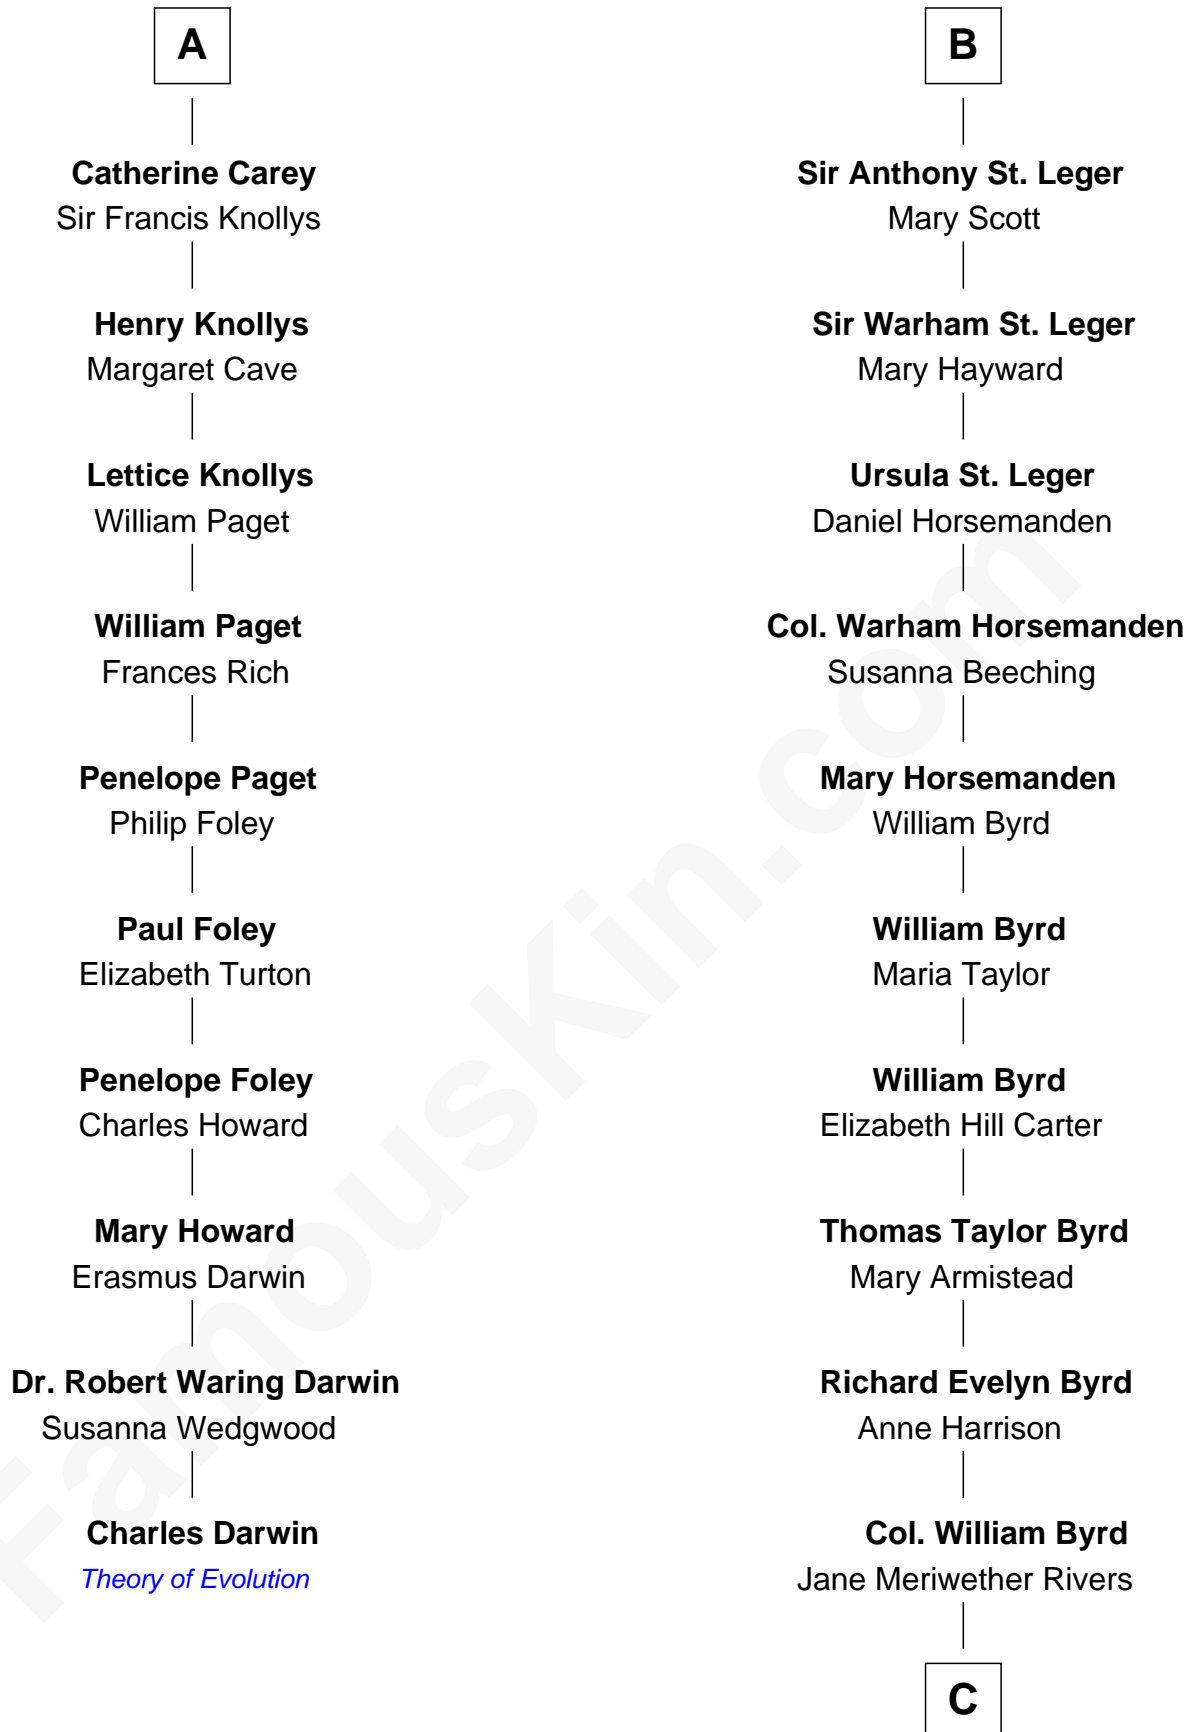 A
Catherine Carey
Sir Francis Knollys
Henry Knollys
Margaret Cave
Lettice Knollys
William Paget
William Paget
Frances Rich
Penelope Paget
Philip Foley
Paul Foley
Elizabeth Turton
Penelope Foley
Charles Howard
Mary Howard
Erasmus Darwin
Dr. Robert Waring Darwin
Susanna Wedgwood
Charles Darwin
Theory of Evolution
B
Sir Anthony St. Leger
Mary Scott
Sir Warham St. Leger
Mary Hayward
Ursula St. Leger
Daniel Horsemanden
Col. Warham Horsemanden
Susanna Beeching
Mary Horsemanden
William Byrd
William Byrd
Maria Taylor
William Byrd
Elizabeth Hill Carter
Thomas Taylor Byrd
Mary Armistead
Richard Evelyn Byrd
Anne Harrison
Col. William Byrd
Jane Meriwether Rivers
C
FamousKin.com